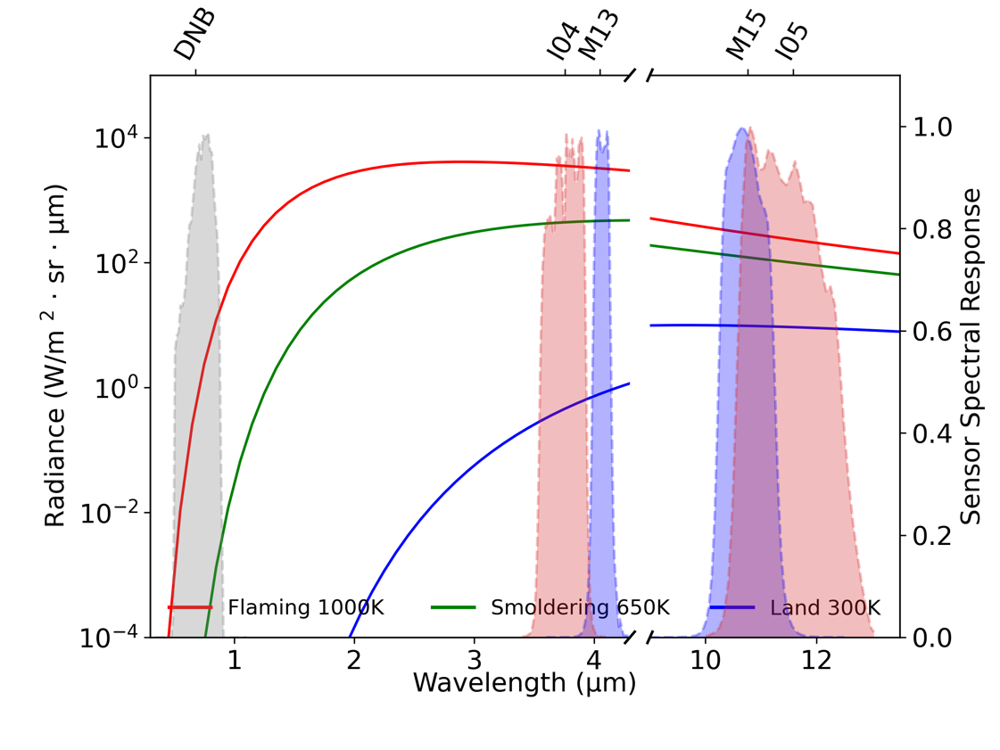 DNB I04 M13 M15 I05
10^4
10^2
10^0
10^−2
10^−4
Radiance (W/m ^2 · sr · μm)
1.0
0.8
0.6
0.4
0.2
0.0
Sensor Spectral Response
Flaming 1000K Smoldering 650K Land 300K
1 2 3 4 10 12
Wavelength (μm)